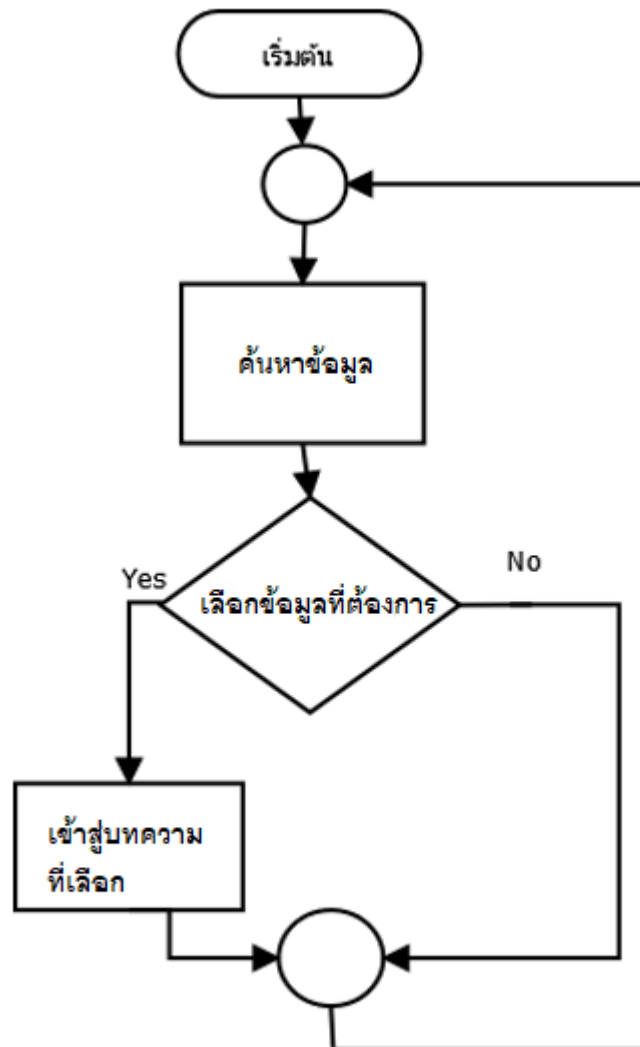 เริ่มต้น
ค้นหาข้อมูล
Yes
No
เลือกข้อมูลที่ต้องการ
เข้าสู่บทความ
ที่เลือก